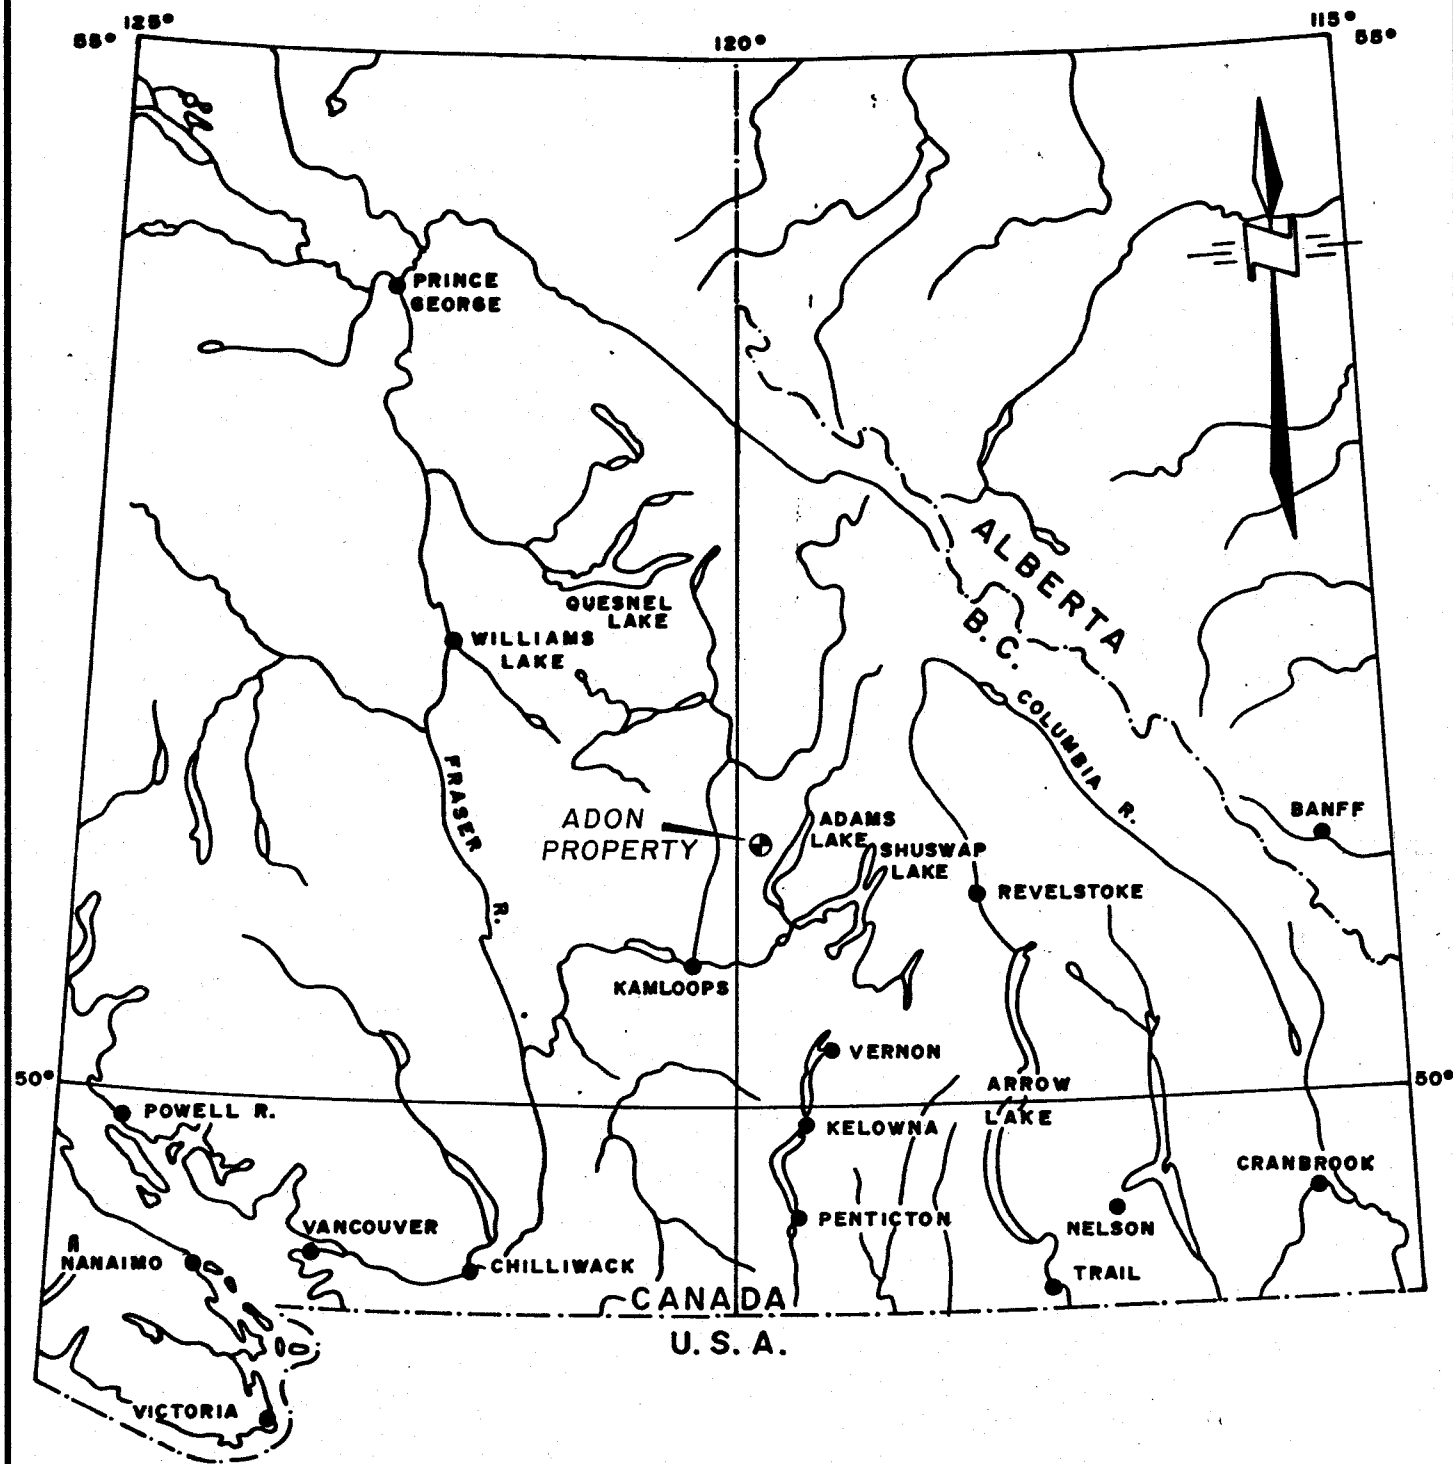 125°
55°
120°
115°
55°
PRINCE
GEORGE
ALBERTA
B.C.
QUESNEL
LAKE
WILLIAMS
LAKE
COLUMBIA R.
FRASER R.
ADON
PROPERTY
ADAMS
LAKE
SHUSWAP
LAKE
BANFF
REVELSTOKE
KAMLOOPS
VERNON
50°
50°
ARROW
LAKE
POWELL R.
KELOWNA
CRANBROOK
PENTICTON
NELSON
VANCOUVER
NANAIMO
CHILLIWACK
TRAIL
CANADA
U.S.A.
VICTORIA